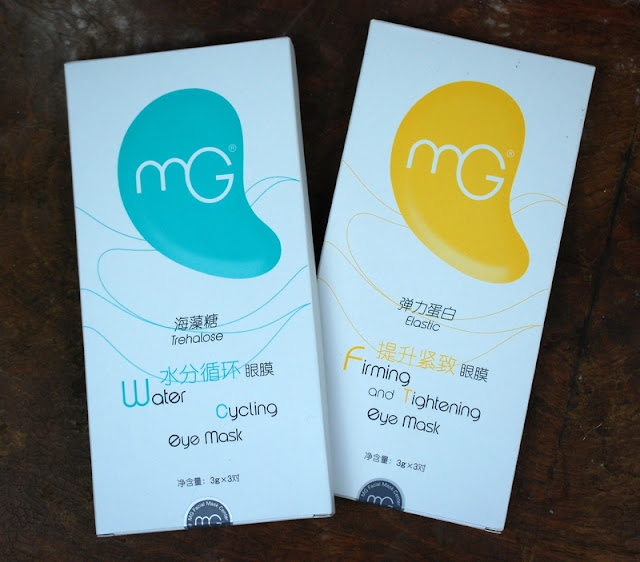 mG®
海藻糖
Trehalose
水分循环眼膜
Water
Cycling
eye Mask
净含量：3g×3对
mG
mG®
弹力蛋白
Elastic
提升紧致眼膜
Firming
and Tightening
eye Mask
净含量：3g×3对
mG